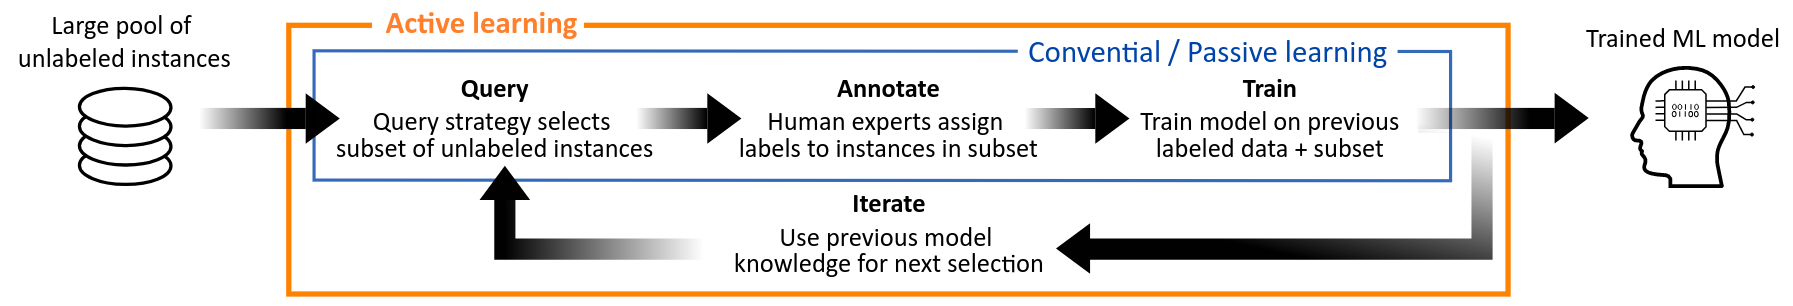 Large pool of
unlabeled instances
Active learning
Convential / Passive learning
Query
Query strategy selects
subset of unlabeled instances
Annotate
Human experts assign
labels to instances in subset
Train
Train model on previous
labeled data + subset
Iterate
Use previous model
knowledge for next selection
Trained ML model
00110
01100